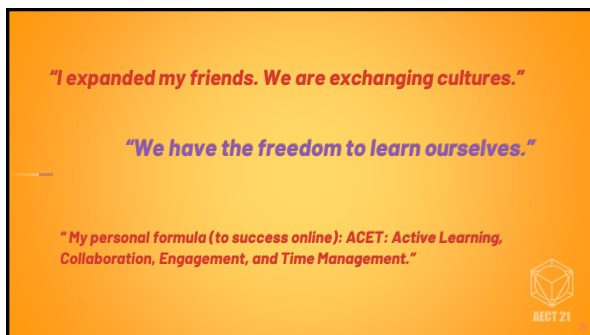 “I expanded my friends. We are exchanging cultures.”
“We have the freedom to learn ourselves.”
“ My personal formula (to success online): ACET: Active Learning,
Collaboration, Engagement, and Time Management.”
AECT 21